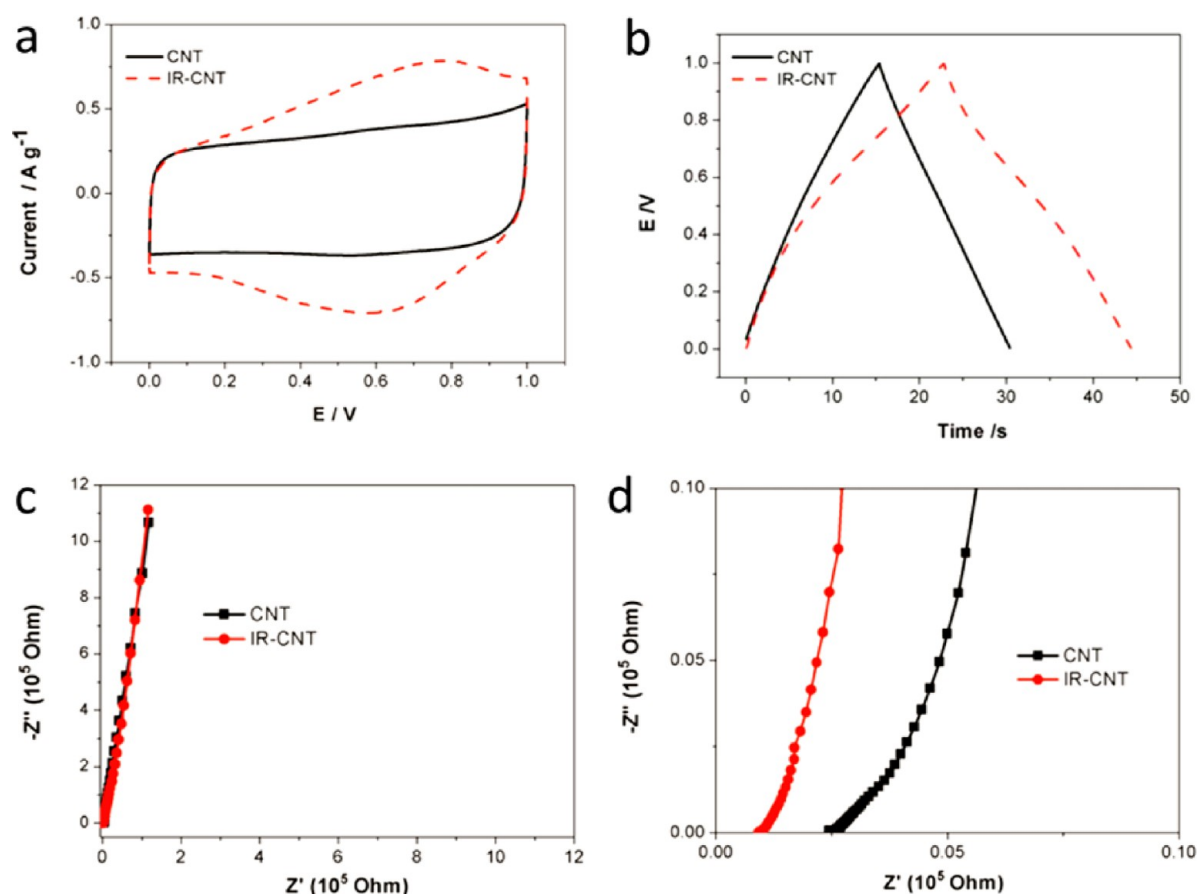 a
CNT
IR-CNT
1.0
0.5
0.0
-0.5
-1.0
Current / A g⁻¹
0.0 0.2 0.4 0.6 0.8 1.0
E / V
b
CNT
IR-CNT
1.0
0.8
0.6
0.4
0.2
0.0
E /V
0 10 20 30 40 50
Time /s
c
12
10
8
6
4
2
0
-Z'' (10⁵ Ohm)
CNT
IR-CNT
0 2 4 6 8 10 12
Z' (10⁵ Ohm)
d
0.10
0.05
0.00
-Z'' (10⁵ Ohm)
CNT
IR-CNT
0.00 0.05 0.10
Z' (10⁵ Ohm)